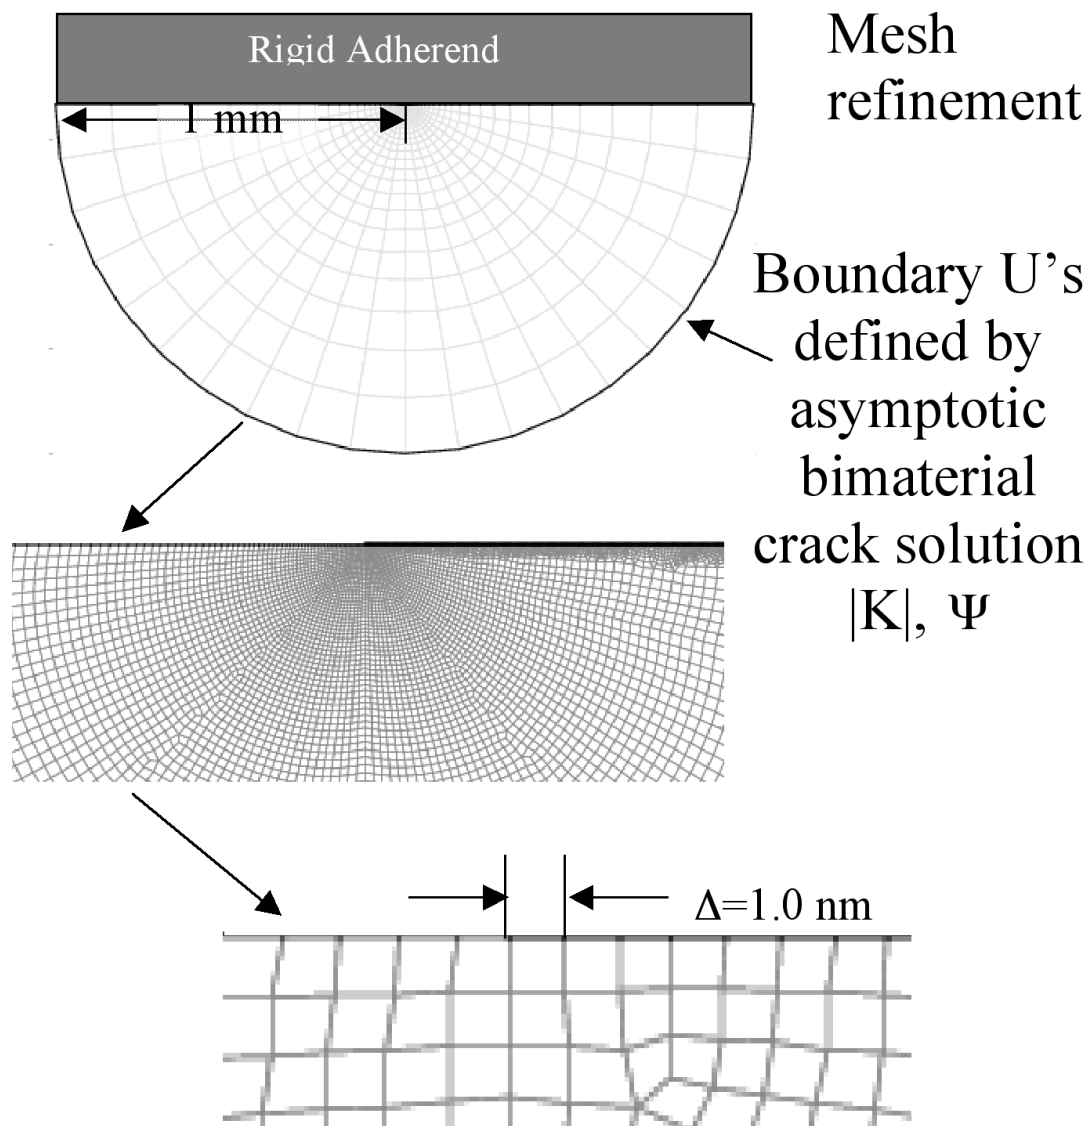 Rigid Adherend
1 mm
Mesh
refinement
Boundary U’s
defined by
asymptotic
bimaterial
crack solution
|K|, Ψ
Δ=1.0 nm